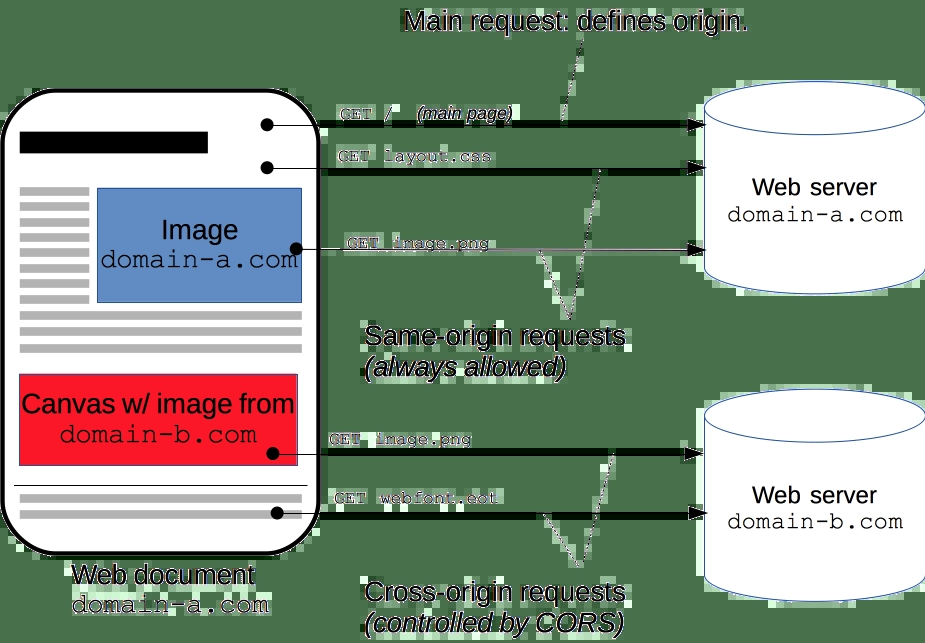 Main request: defines origin.
GET / (main page)
GET layout.css
Image
domain-a.com
GET image.png
Web server
domain-a.com
Same-origin requests
(always allowed)
Canvas w/ image from
domain-b.com
GET image.png
GET webfont.eot
Web server
domain-b.com
Web document
domain-a.com
Cross-origin requests
(controlled by CORS)